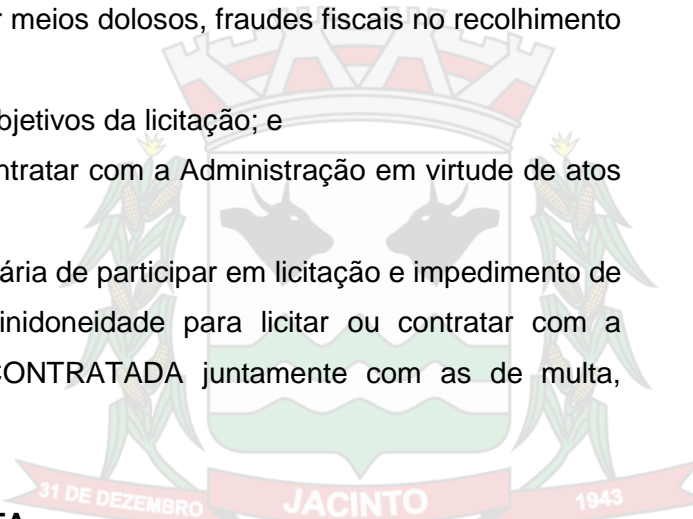 r meios dolosos, fraudes fiscais no recolhimento
bjetivos da licitação; e
ntratar com a Administração em virtude de atos
ária de participar em licitação e impedimento de
inidoneidade para licitar ou contratar com a
CONTRATADA juntamente com as de multa,
31 DE DEZEMBRO JACINTO 1943
TA